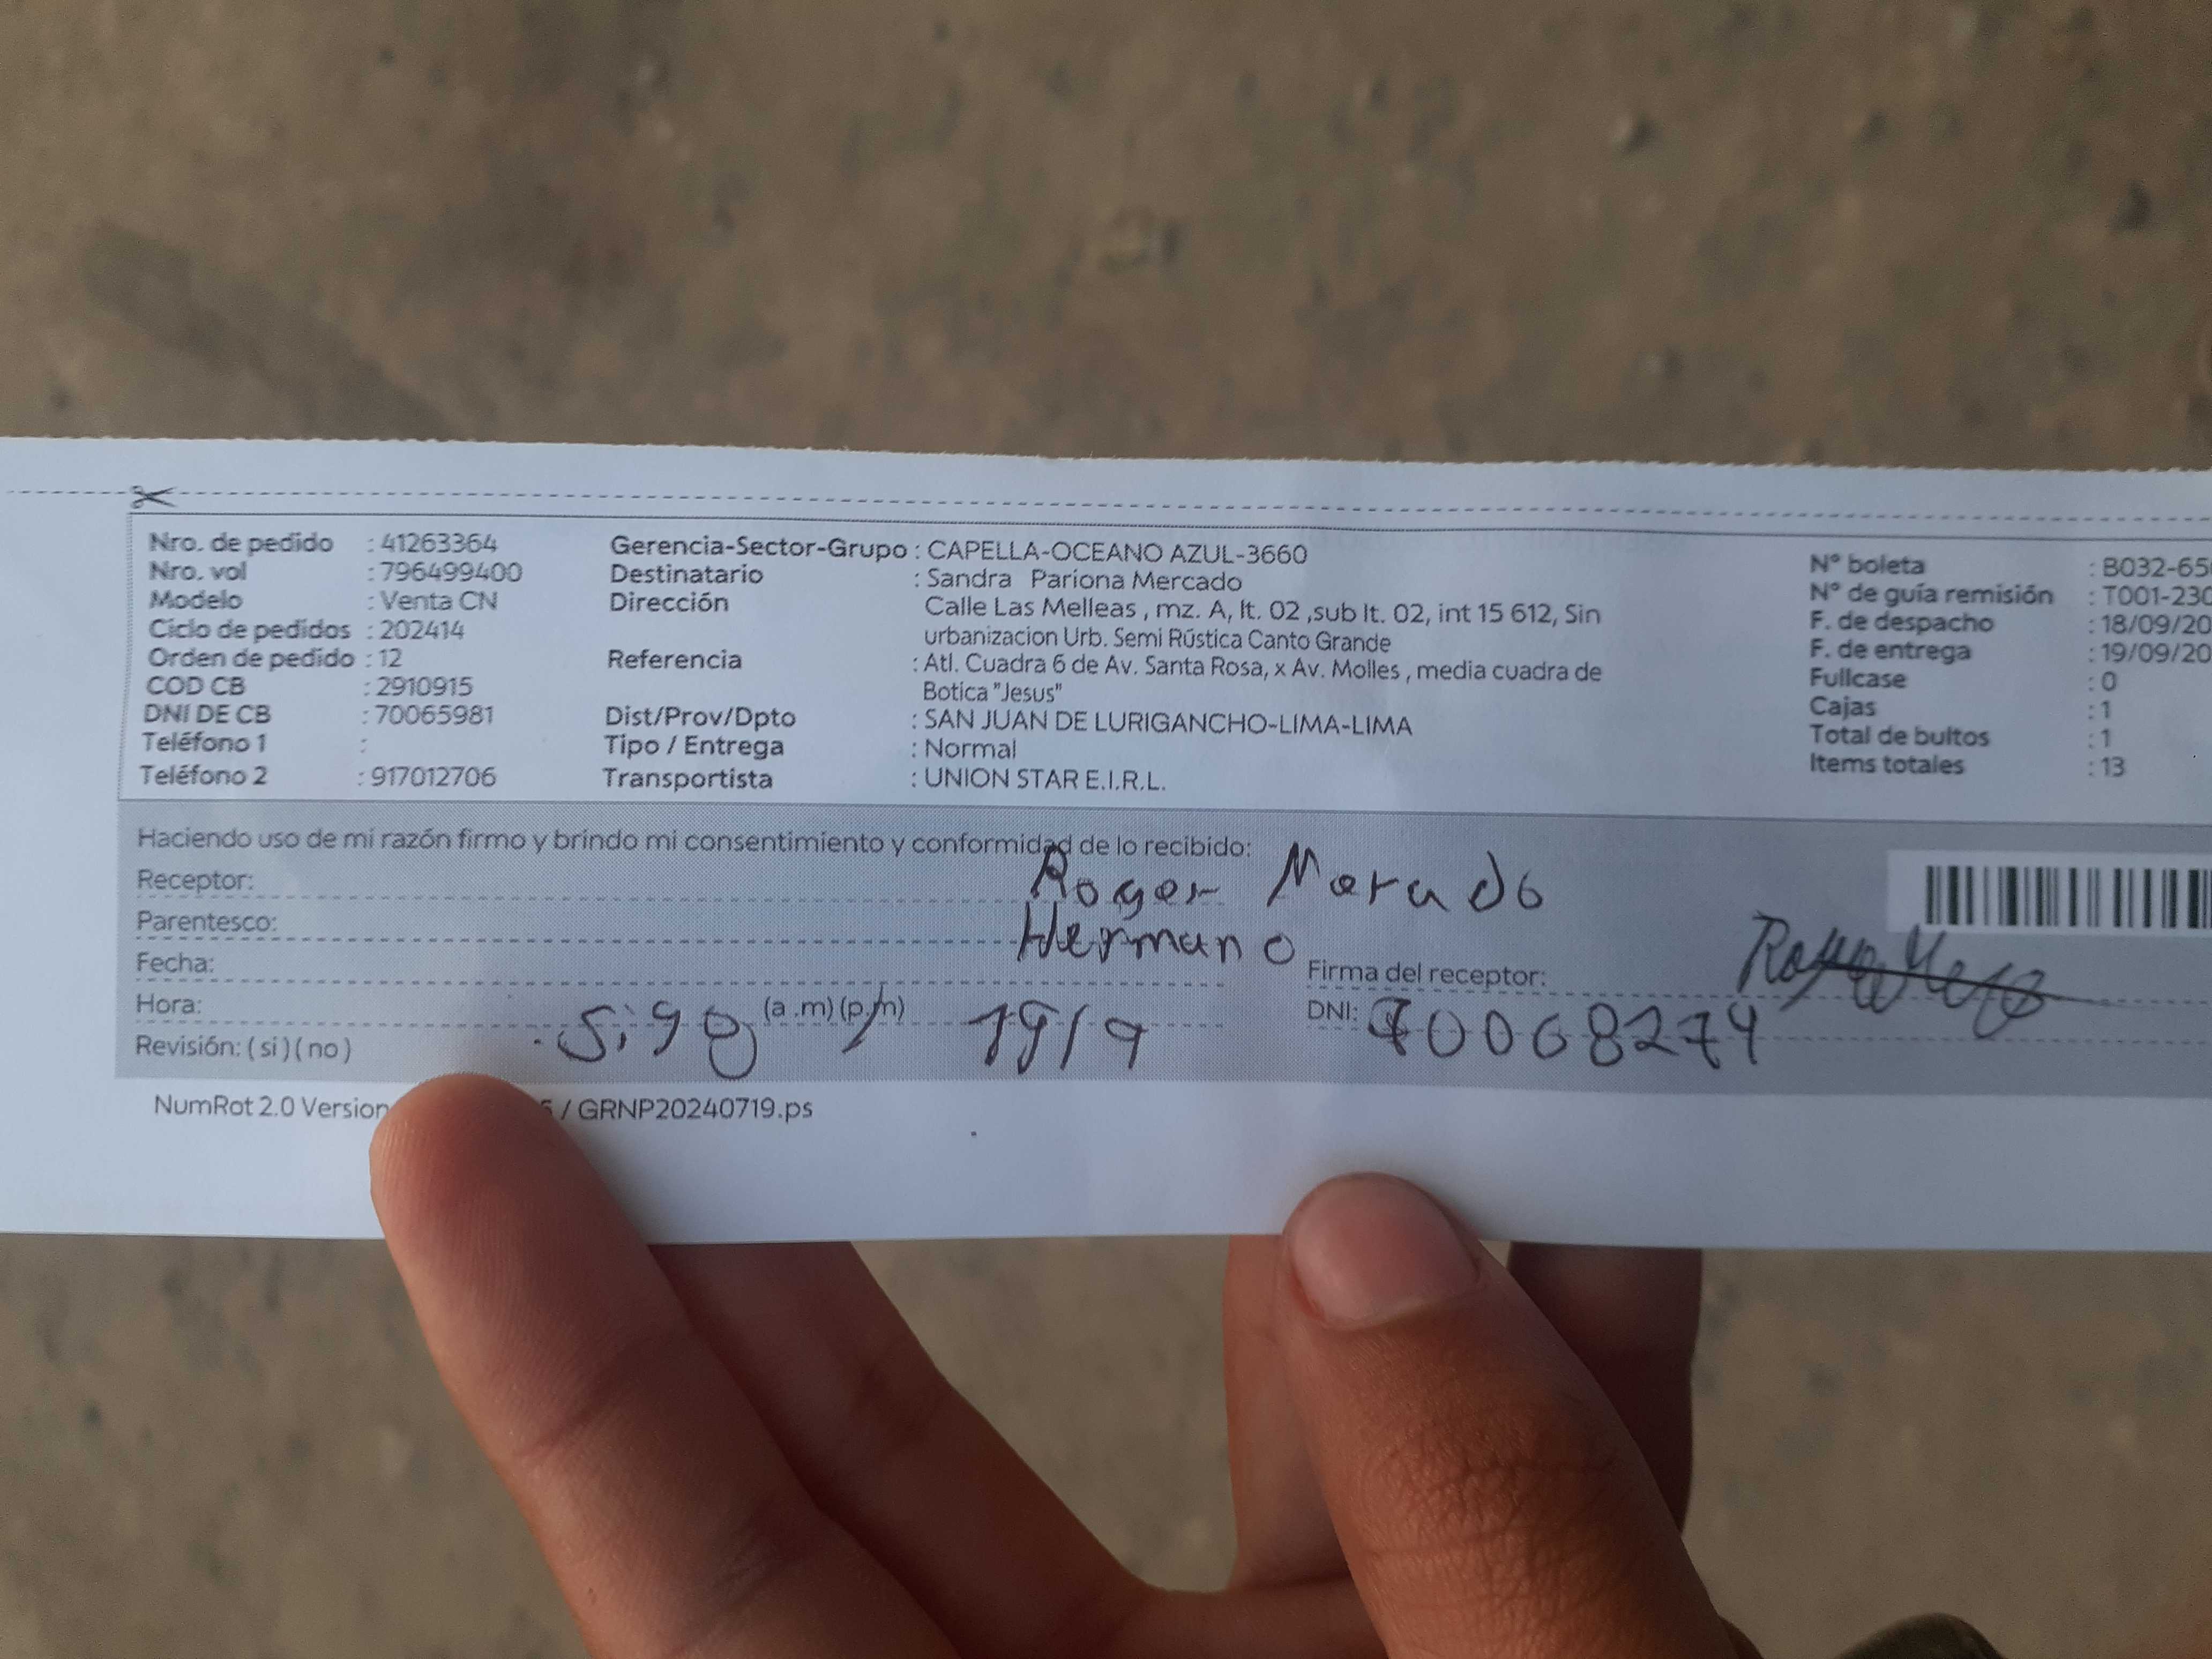 Nro. de pedido : 41263364
Nro. vol : 796499400
Modelo : Venta CN
Ciclo de pedidos : 202414
Orden de pedido : 12
COD CB : 2910915
DNI DE CB : 70065981
Teléfono 1 :
Teléfono 2 : 917012706
Gerencia-Sector-Grupo : CAPELLA-OCEANO AZUL-3660
Destinatario : Sandra Pariona Mercado
Dirección Calle Las Melleas , mz. A, lt. 02 ,sub lt. 02, int 15 612, Sin
urbanizacion Urb. Semi Rústica Canto Grande
Referencia : Atl. Cuadra 6 de Av. Santa Rosa, x Av. Molles , media cuadra de
Botica "Jesus"
Dist/Prov/Dpto : SAN JUAN DE LURIGANCHO-LIMA-LIMA
Tipo / Entrega : Normal
Transportista : UNION STAR E.I.R.L.
N° boleta : B032-65
N° de guía remisión : T001-230
F. de despacho : 18/09/20
F. de entrega : 19/09/20
Fullcase : 0
Cajas : 1
Total de bultos : 1
Items totales : 13
Haciendo uso de mi razón firmo y brindo mi consentimiento y conformidad de lo recibido:
Receptor: Roger
Parentesco: Hermano
Fecha:
Hora: (a .m) (p.m) 19/9
Revisión: ( si ) ( no )
Firma del receptor:
DNI: 70068274
NumRot 2.0 Version / GRNP20240719.ps